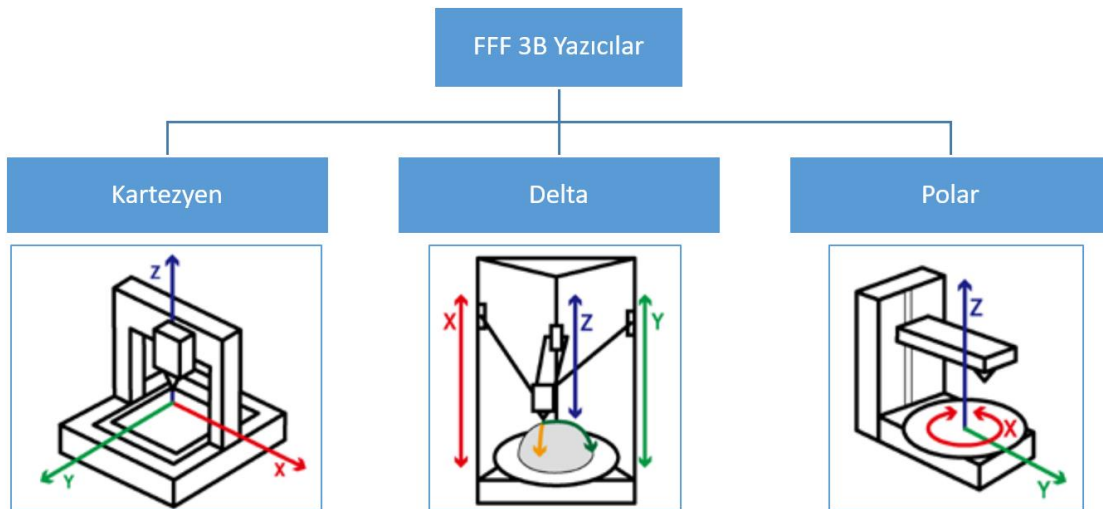 FFF 3B Yazıcılar
Kartezyen
Delta
Polar
Z
Y
X
X
Z
Y
Z
X
Y